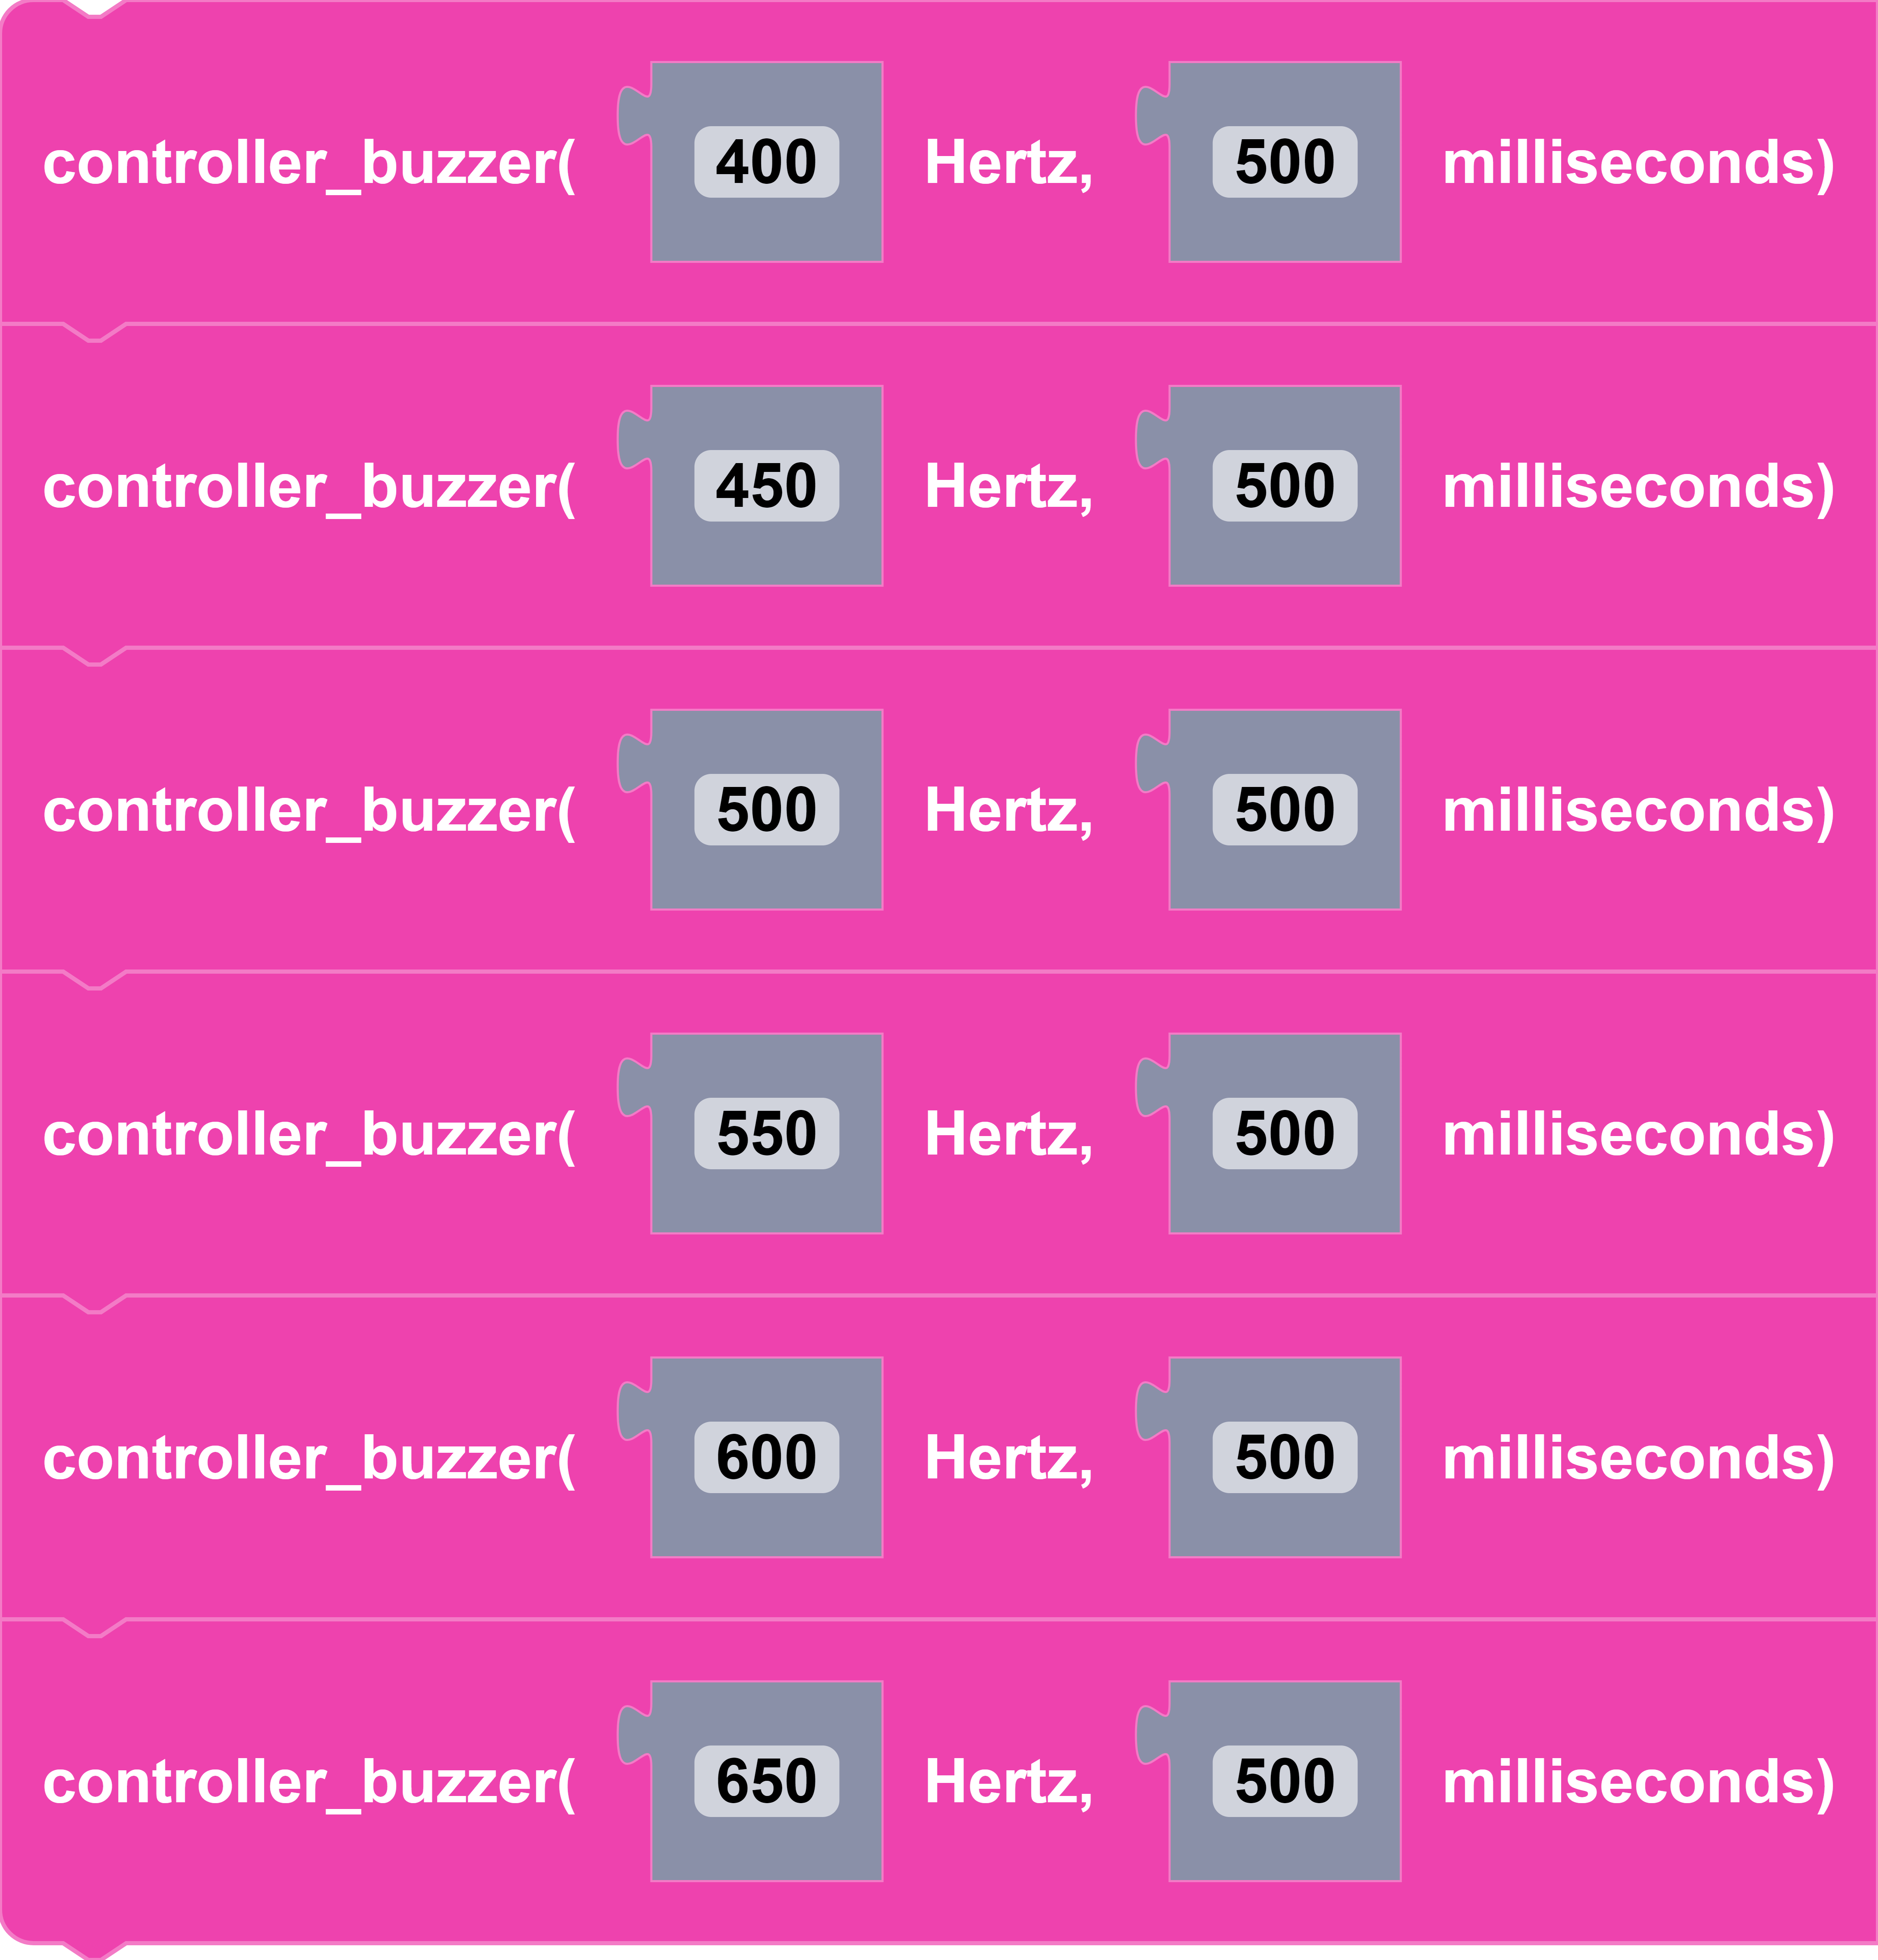 controller_buzzer( 400 Hertz, 500 milliseconds)
controller_buzzer( 450 Hertz, 500 milliseconds)
controller_buzzer( 500 Hertz, 500 milliseconds)
controller_buzzer( 550 Hertz, 500 milliseconds)
controller_buzzer( 600 Hertz, 500 milliseconds)
controller_buzzer( 650 Hertz, 500 milliseconds)